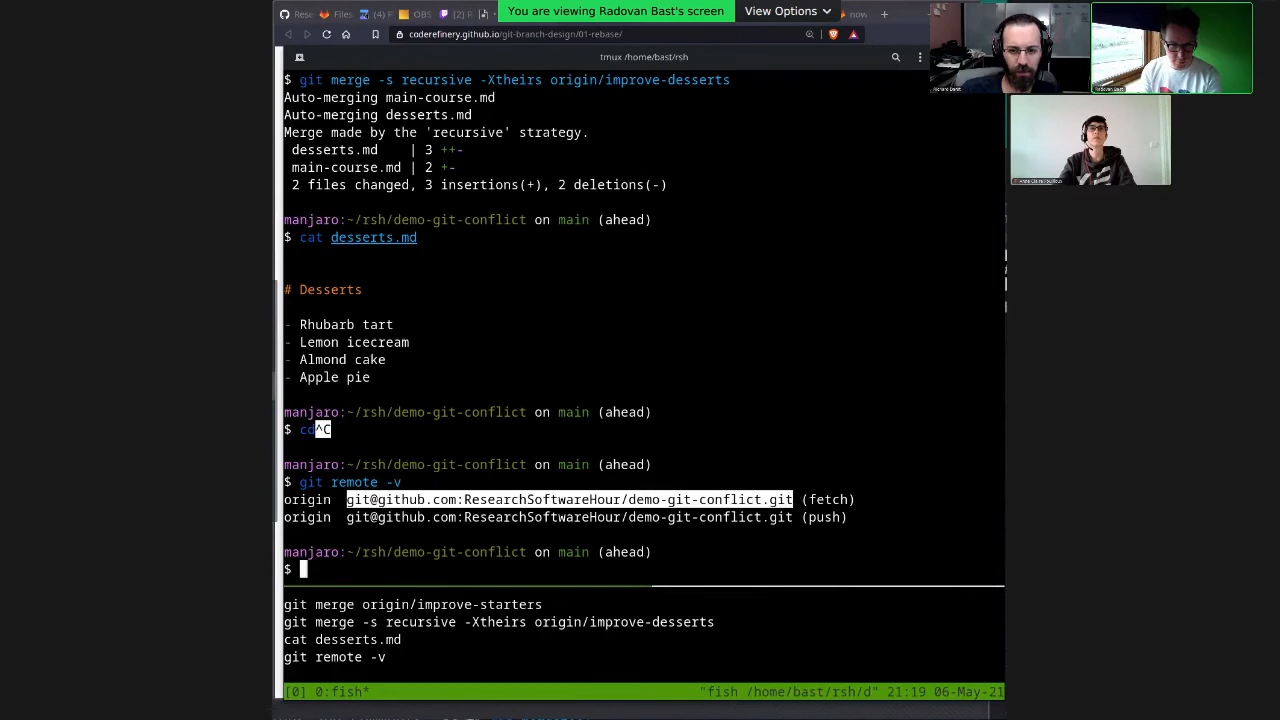 Rese
Files
(4) F
OBS
(2) R
You are viewing Radovan Bast's screen
View Options
now
coderefinery.github.io/git-branch-design/01-rebase/
tmux /home/bast/rsh
$ git merge -s recursive -Xtheirs origin/improve-desserts
Auto-merging main-course.md
Auto-merging desserts.md
Merge made by the 'recursive' strategy.
desserts.md | 3 ++-
main-course.md | 2 +-
2 files changed, 3 insertions(+), 2 deletions(-)
manjaro:~/rsh/demo-git-conflict on main (ahead)
$ cat desserts.md
# Desserts
- Rhubarb tart
- Lemon icecream
- Almond cake
- Apple pie
manjaro:~/rsh/demo-git-conflict on main (ahead)
$ cd^C
manjaro:~/rsh/demo-git-conflict on main (ahead)
$ git remote -v
origin git@github.com:ResearchSoftwareHour/demo-git-conflict.git (fetch)
origin git@github.com:ResearchSoftwareHour/demo-git-conflict.git (push)
manjaro:~/rsh/demo-git-conflict on main (ahead)
$
git merge origin/improve-starters
git merge -s recursive -Xtheirs origin/improve-desserts
cat desserts.md
git remote -v
[0] 0:fish* "fish /home/bast/rsh/d" 21:19 06-May-21
Radovan Bast